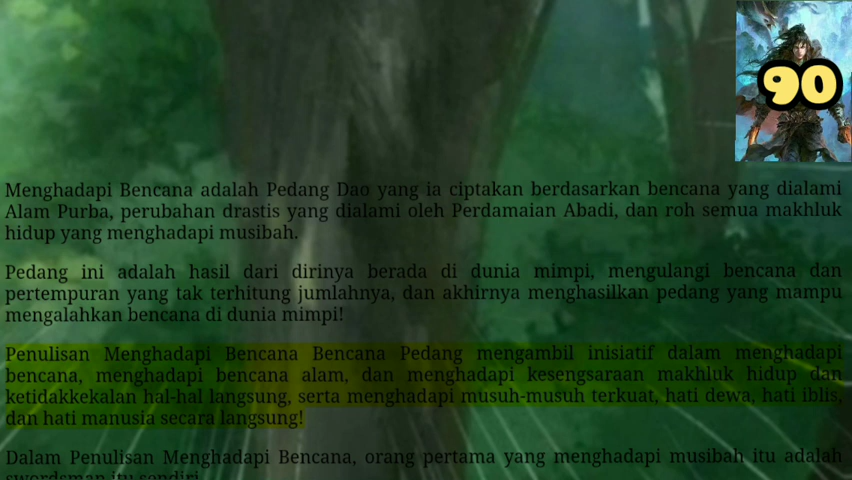 90
Menghadapi Bencana adalah Pedang Dao yang ia ciptakan berdasarkan bencana yang dialami
Alam Purba, perubahan drastis yang dialami oleh Perdamaian Abadi, dan roh semua makhluk
hidup yang menghadapi musibah.
Pedang ini adalah hasil dari dirinya berada di dunia mimpi, mengulangi bencana dan
pertempuran yang tak terhitung jumlahnya, dan akhirnya menghasilkan pedang yang mampu
mengalahkan bencana di dunia mimpi!
Penulisan Menghadapi Bencana Bencana Pedang mengambil inisiatif dalam menghadapi
bencana, menghadapi bencana alam, dan menghadapi kesengsaraan makhluk hidup dan
ketidakkekalan hal-hal langsung, serta menghadapi musuh-musuh terkuat, hati dewa, hati iblis,
dan hati manusia secara langsung!
Dalam Penulisan Menghadapi Bencana, orang pertama yang menghadapi musibah itu adalah
swordsman itu sendiri.